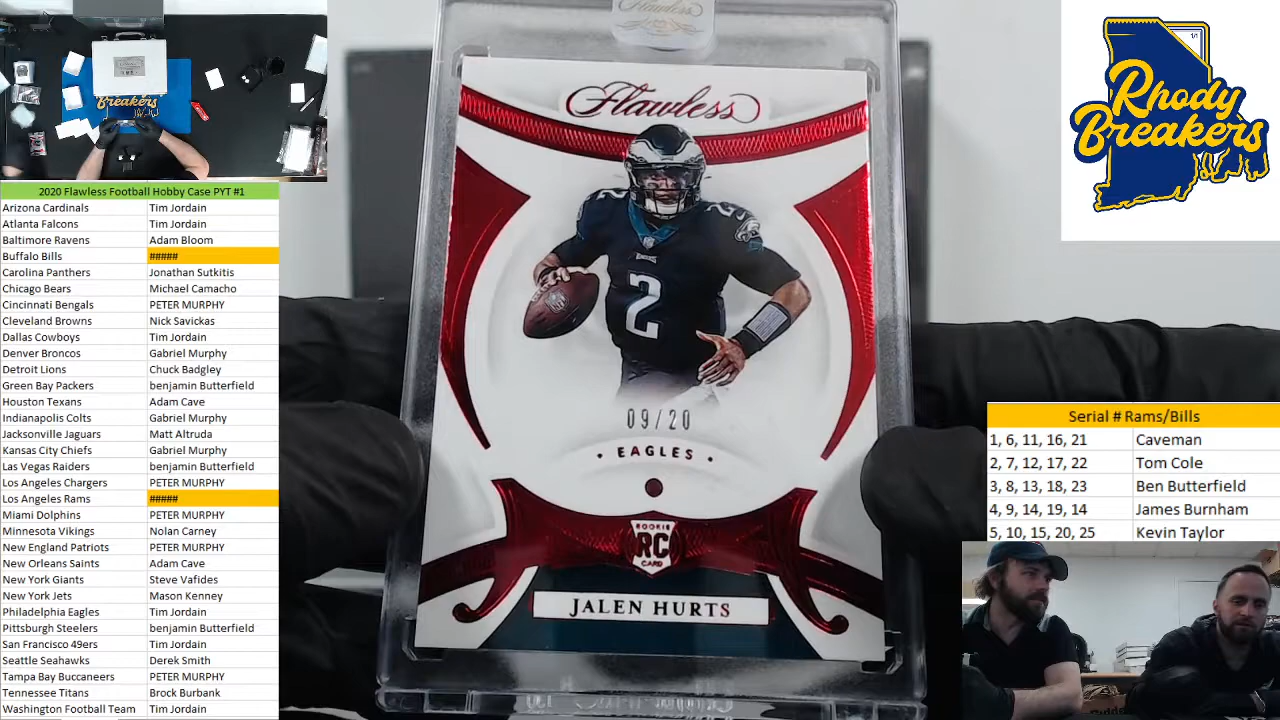 2020 Flawless Football Hobby Case PYT #1
Arizona Cardinals Tim Jordain
Atlanta Falcons Tim Jordain
Baltimore Ravens Adam Bloom
Buffalo Bills #####
Carolina Panthers Jonathan Sutkitis
Chicago Bears Michael Camacho
Cincinnati Bengals PETER MURPHY
Cleveland Browns Nick Savickas
Dallas Cowboys Tim Jordain
Denver Broncos Gabriel Murphy
Detroit Lions Chuck Badgley
Green Bay Packers benjamin Butterfield
Houston Texans Adam Cave
Indianapolis Colts Gabriel Murphy
Jacksonville Jaguars Matt Altruda
Kansas City Chiefs Gabriel Murphy
Las Vegas Raiders benjamin Butterfield
Los Angeles Chargers PETER MURPHY
Los Angeles Rams #####
Miami Dolphins PETER MURPHY
Minnesota Vikings Nolan Carney
New England Patriots PETER MURPHY
New Orleans Saints Adam Cave
New York Giants Steve Vafides
New York Jets Mason Kenney
Philadelphia Eagles Tim Jordain
Pittsburgh Steelers benjamin Butterfield
San Francisco 49ers Tim Jordain
Seattle Seahawks Derek Smith
Tampa Bay Buccaneers PETER MURPHY
Tennessee Titans Brock Burbank
Washington Football Team Tim Jordain
Breakers
Flawless
Flawless
2
2
EAGLES
2
09/20
• EAGLES •
ROOKIE
RC
CARD
JALEN HURTS
1/1
Rhody
Breakers
Serial # Rams/Bills
1, 6, 11, 16, 21 Caveman
2, 7, 12, 17, 22 Tom Cole
3, 8, 13, 18, 23 Ben Butterfield
4, 9, 14, 19, 14 James Burnham
5, 10, 15, 20, 25 Kevin Taylor